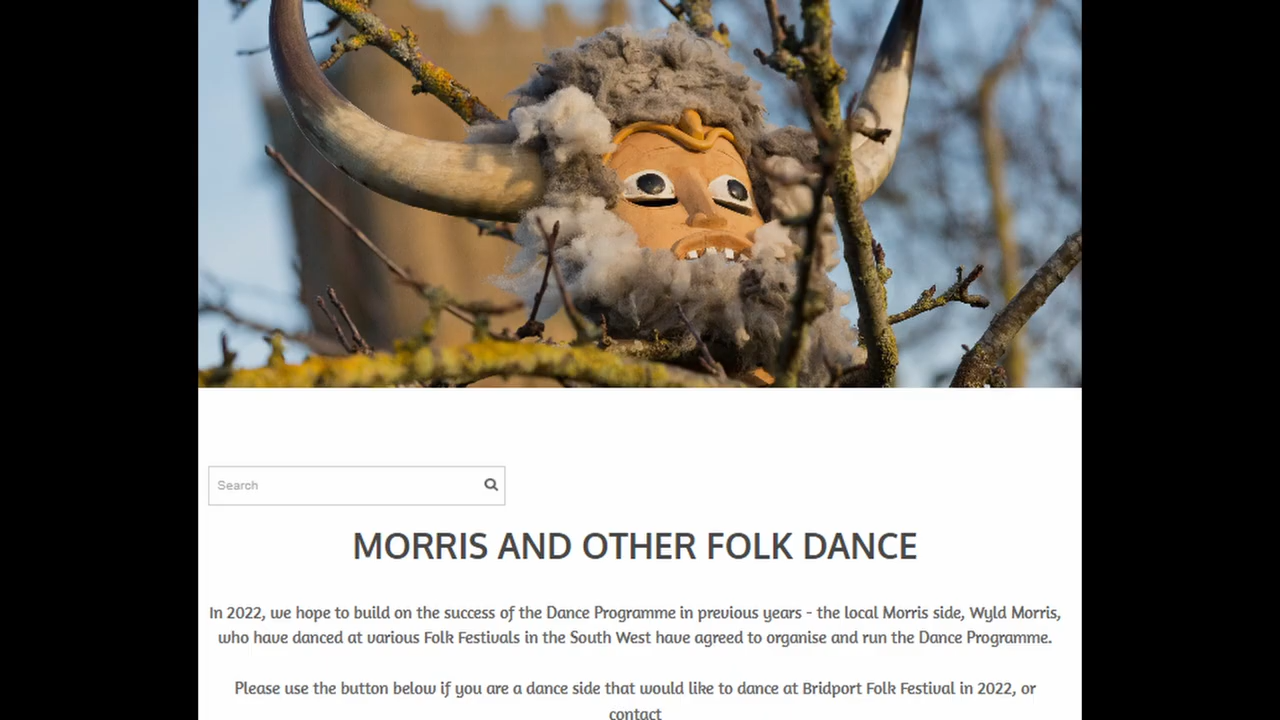 Search
MORRIS AND OTHER FOLK DANCE
In 2022, we hope to build on the success of the Dance Programme in previous years - the local Morris side, Wyld Morris,
who have danced at various Folk Festivals in the South West have agreed to organise and run the Dance Programme.
Please use the button below if you are a dance side that would like to dance at Bridport Folk Festival in 2022, or
contact